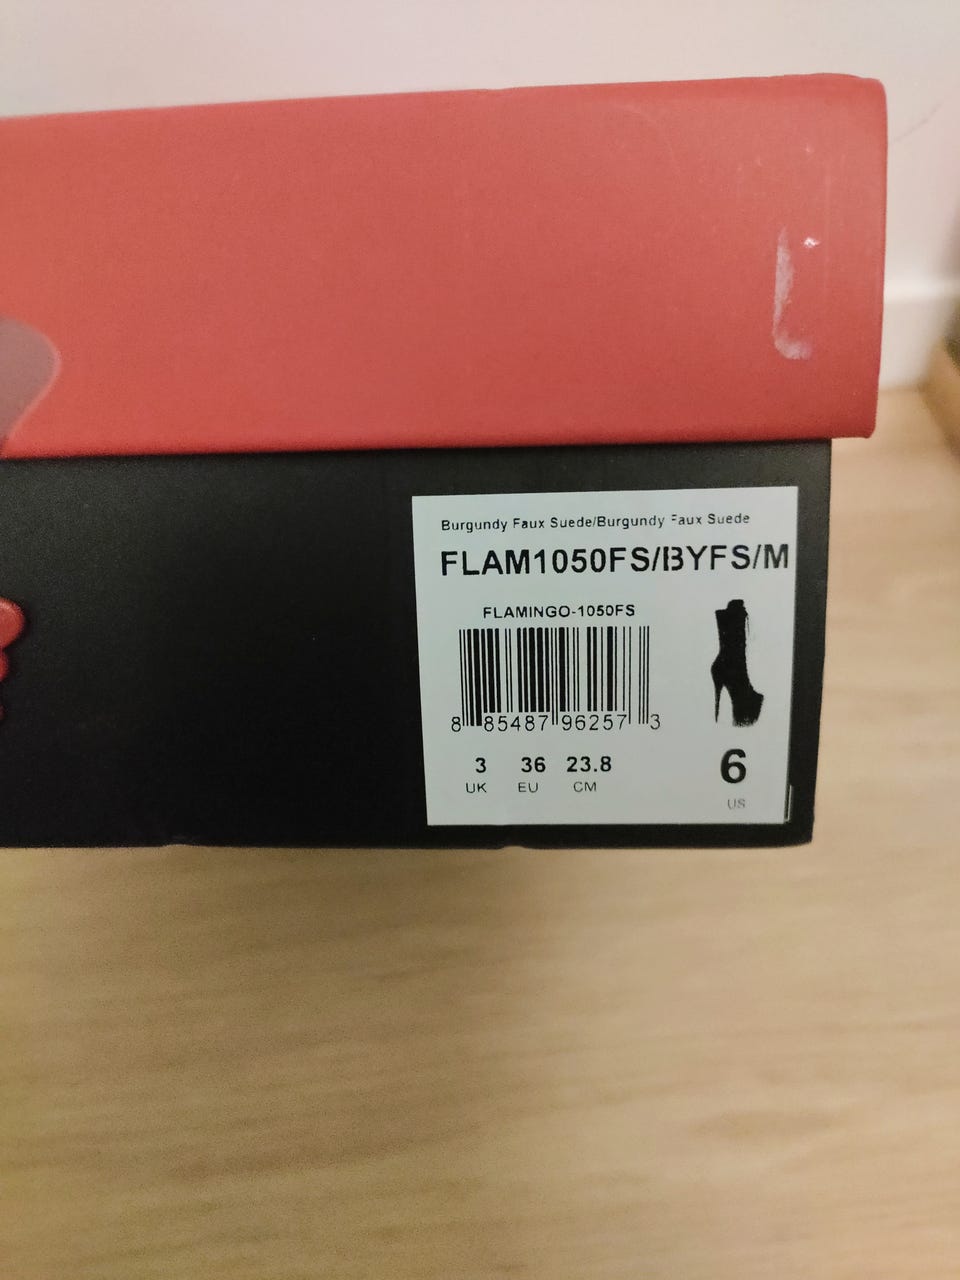 Burgundy Faux Suede/Burgundy Faux Suede
FLAM1050FS/BYFS/M
FLAMINGO-1050FS
8 85487 96257 3
3 36 23.8 6
UK EU CM US